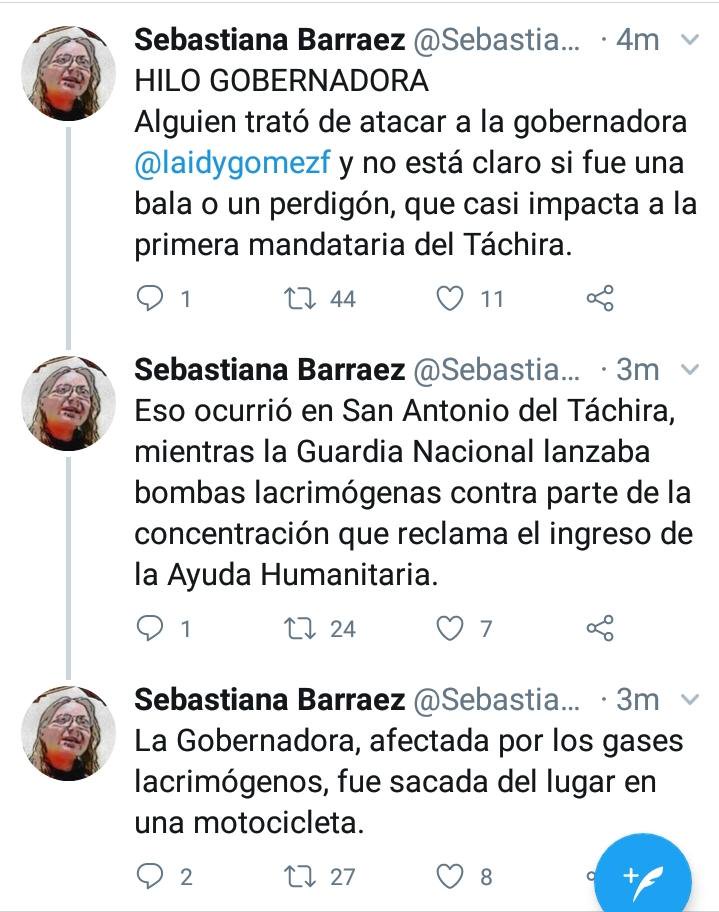 Sebastiana Barraez @Sebastia... · 4m
HILO GOBERNADORA
Alguien trató de atacar a la gobernadora
@laidygomezf y no está claro si fue una
bala o un perdigón, que casi impacta a la
primera mandataria del Táchira.
1 44 11
Sebastiana Barraez @Sebastia... · 3m
Eso ocurrió en San Antonio del Táchira,
mientras la Guardia Nacional lanzaba
bombas lacrimógenas contra parte de la
concentración que reclama el ingreso de
la Ayuda Humanitaria.
1 24 7
Sebastiana Barraez @Sebastia... · 3m
La Gobernadora, afectada por los gases
lacrimógenos, fue sacada del lugar en
una motocicleta.
2 27 8